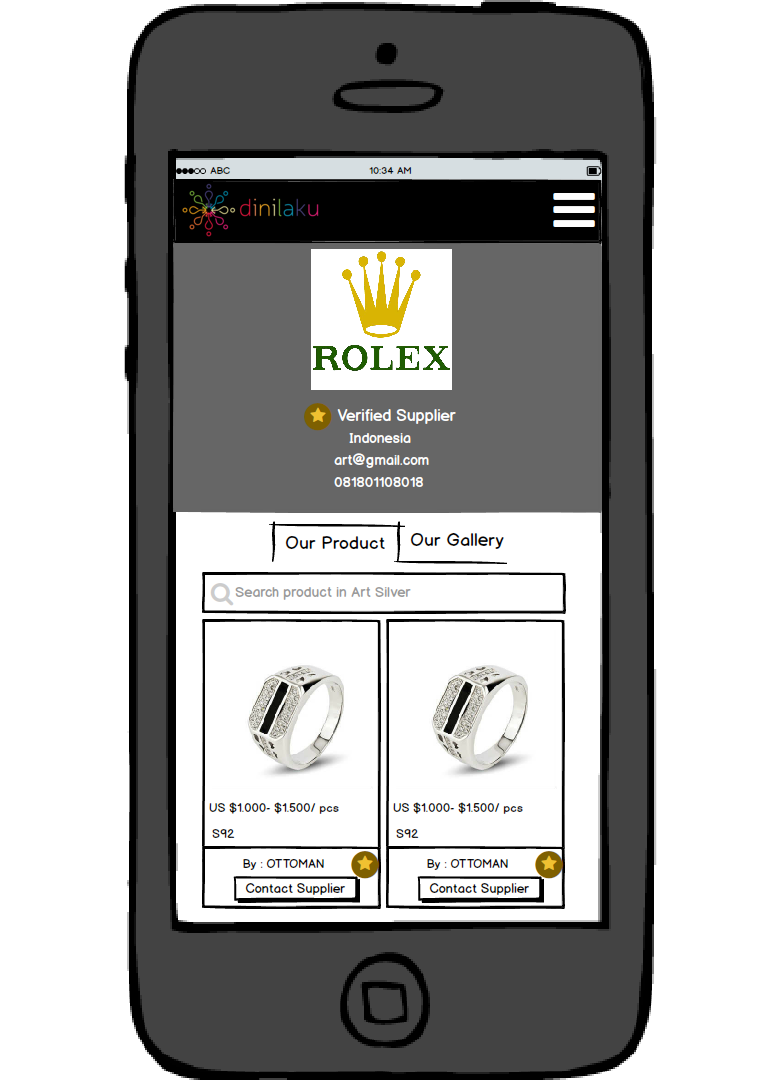 ABC 10:34 AM
dinilaku
ROLEX
Verified Supplier
Indonesia
art@gmail.com
081801108018
Our Product Our Gallery
Search product in Art Silver
US $1.000- $1.500/ pcs
S92
By : OTTOMAN
Contact Supplier
US $1.000- $1.500/ pcs
S92
By : OTTOMAN
Contact Supplier